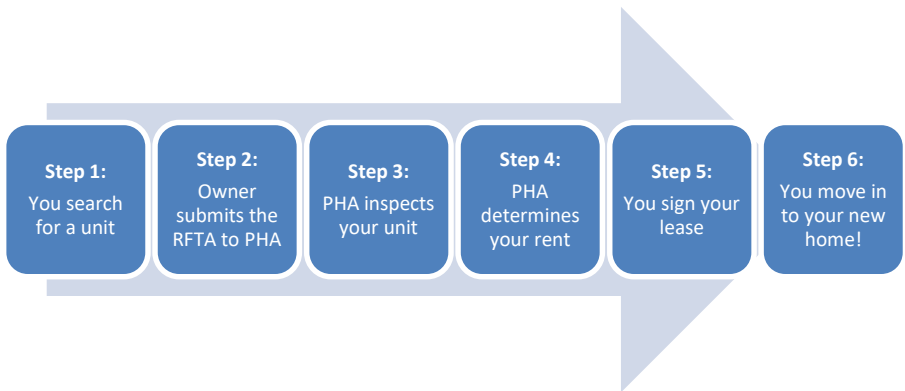 Step 1:
You search
for a unit
Step 2:
Owner
submits the
RFTA to PHA
Step 3:
PHA inspects
your unit
Step 4:
PHA
determines
your rent
Step 5:
You sign your
lease
Step 6:
You move in
to your new
home!